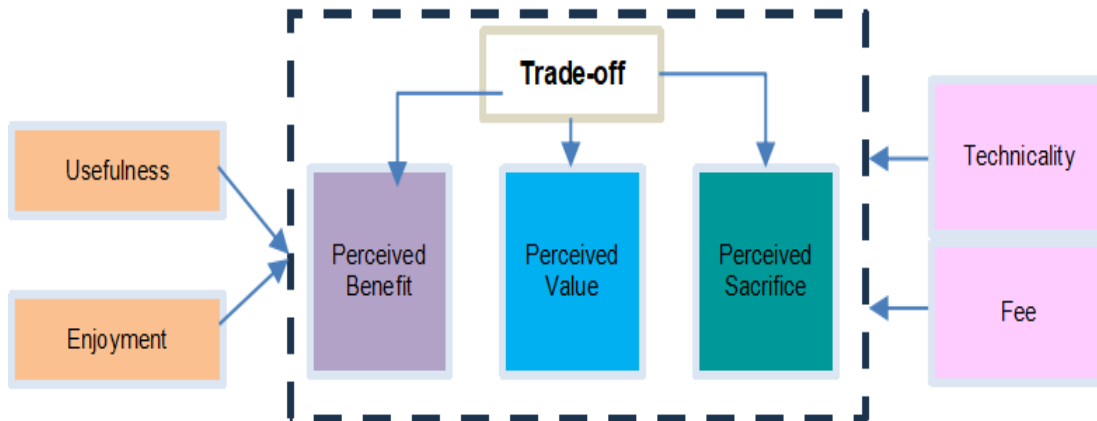 Trade-off
Usefulness
Enjoyment
Perceived
Benefit
Perceived
Value
Perceived
Sacrifice
Technicality
Fee